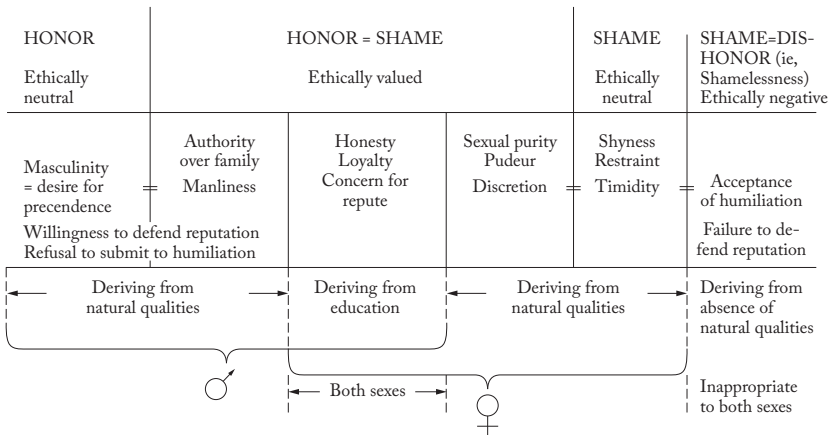 HONOR
Ethically
neutral
HONOR = SHAME
Ethically valued
SHAME
Ethically
neutral
SHAME=DIS-
HONOR (ie,
Shamelessness)
Ethically negative
Masculinity
= desire for
precendence
=
Authority
over family
Manliness
Willingness to defend reputation
Refusal to submit to humiliation
Honesty
Loyalty
Concern for
repute
Sexual purity
Pudeur
Discretion
=
Shyness
Restraint
Timidity
=
Acceptance
of humiliation
Failure to de-
fend reputation
Deriving from
natural qualities
Deriving from
education
Deriving from
natural qualities
Deriving from
absence of
natural qualities
♂
Both sexes
♀
Inappropriate
to both sexes